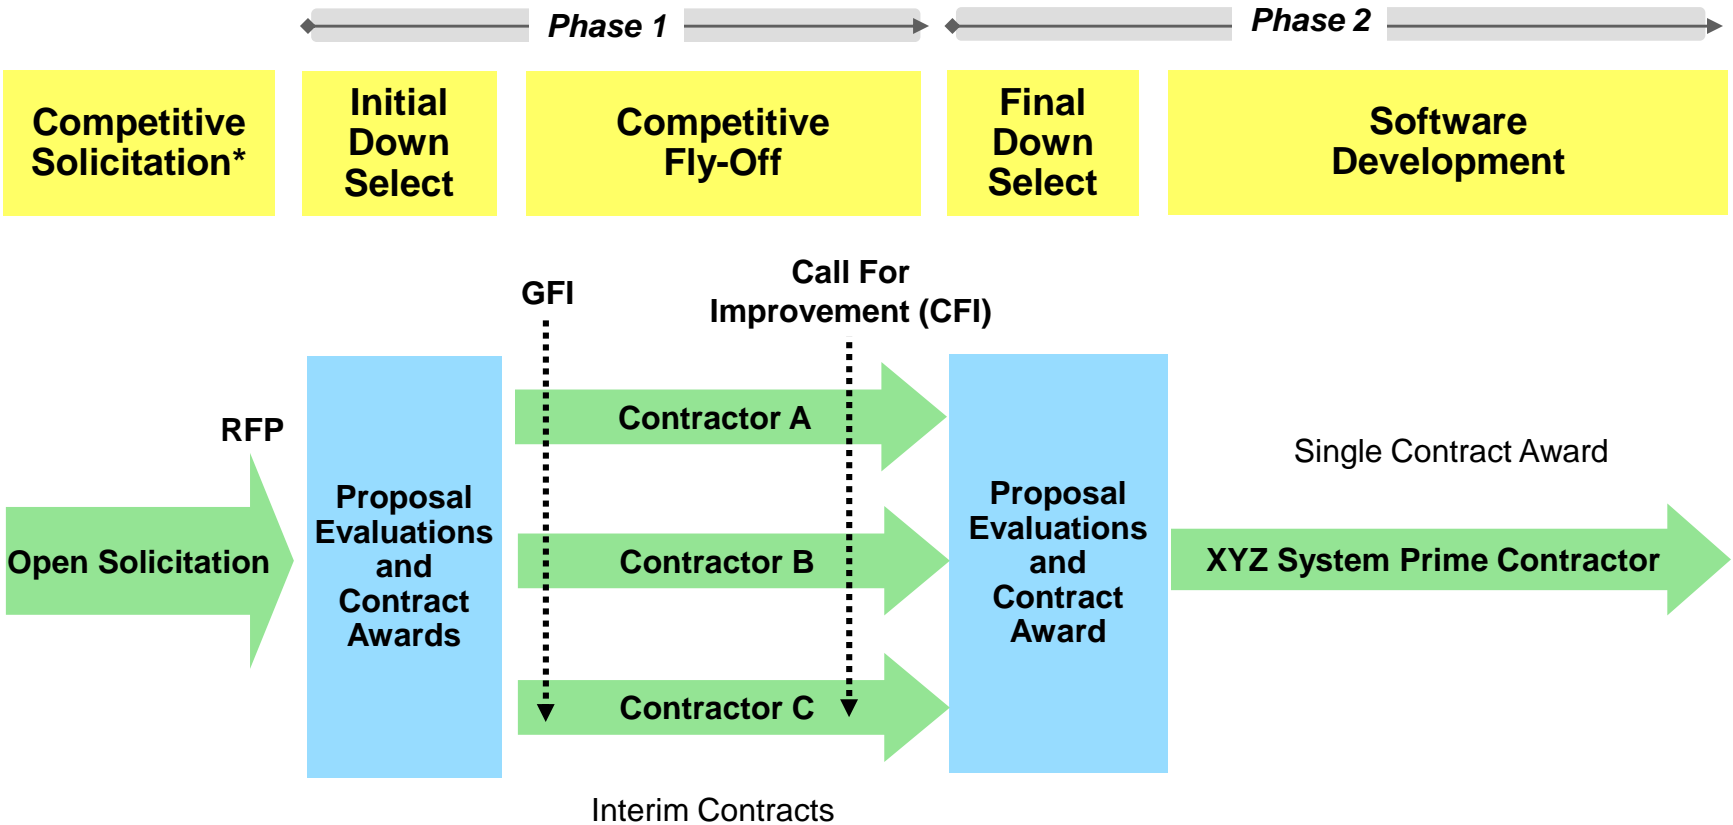 Phase 1
Phase 2
Competitive
Solicitation*
Initial
Down
Select
Competitive
Fly-Off
Final
Down
Select
Software
Development
GFI
Call For
Improvement (CFI)
RFP
Open Solicitation
Proposal
Evaluations
and
Contract
Awards
Contractor A
Contractor B
Contractor C
Interim Contracts
Proposal
Evaluations
and
Contract
Award
Single Contract Award
XYZ System Prime Contractor